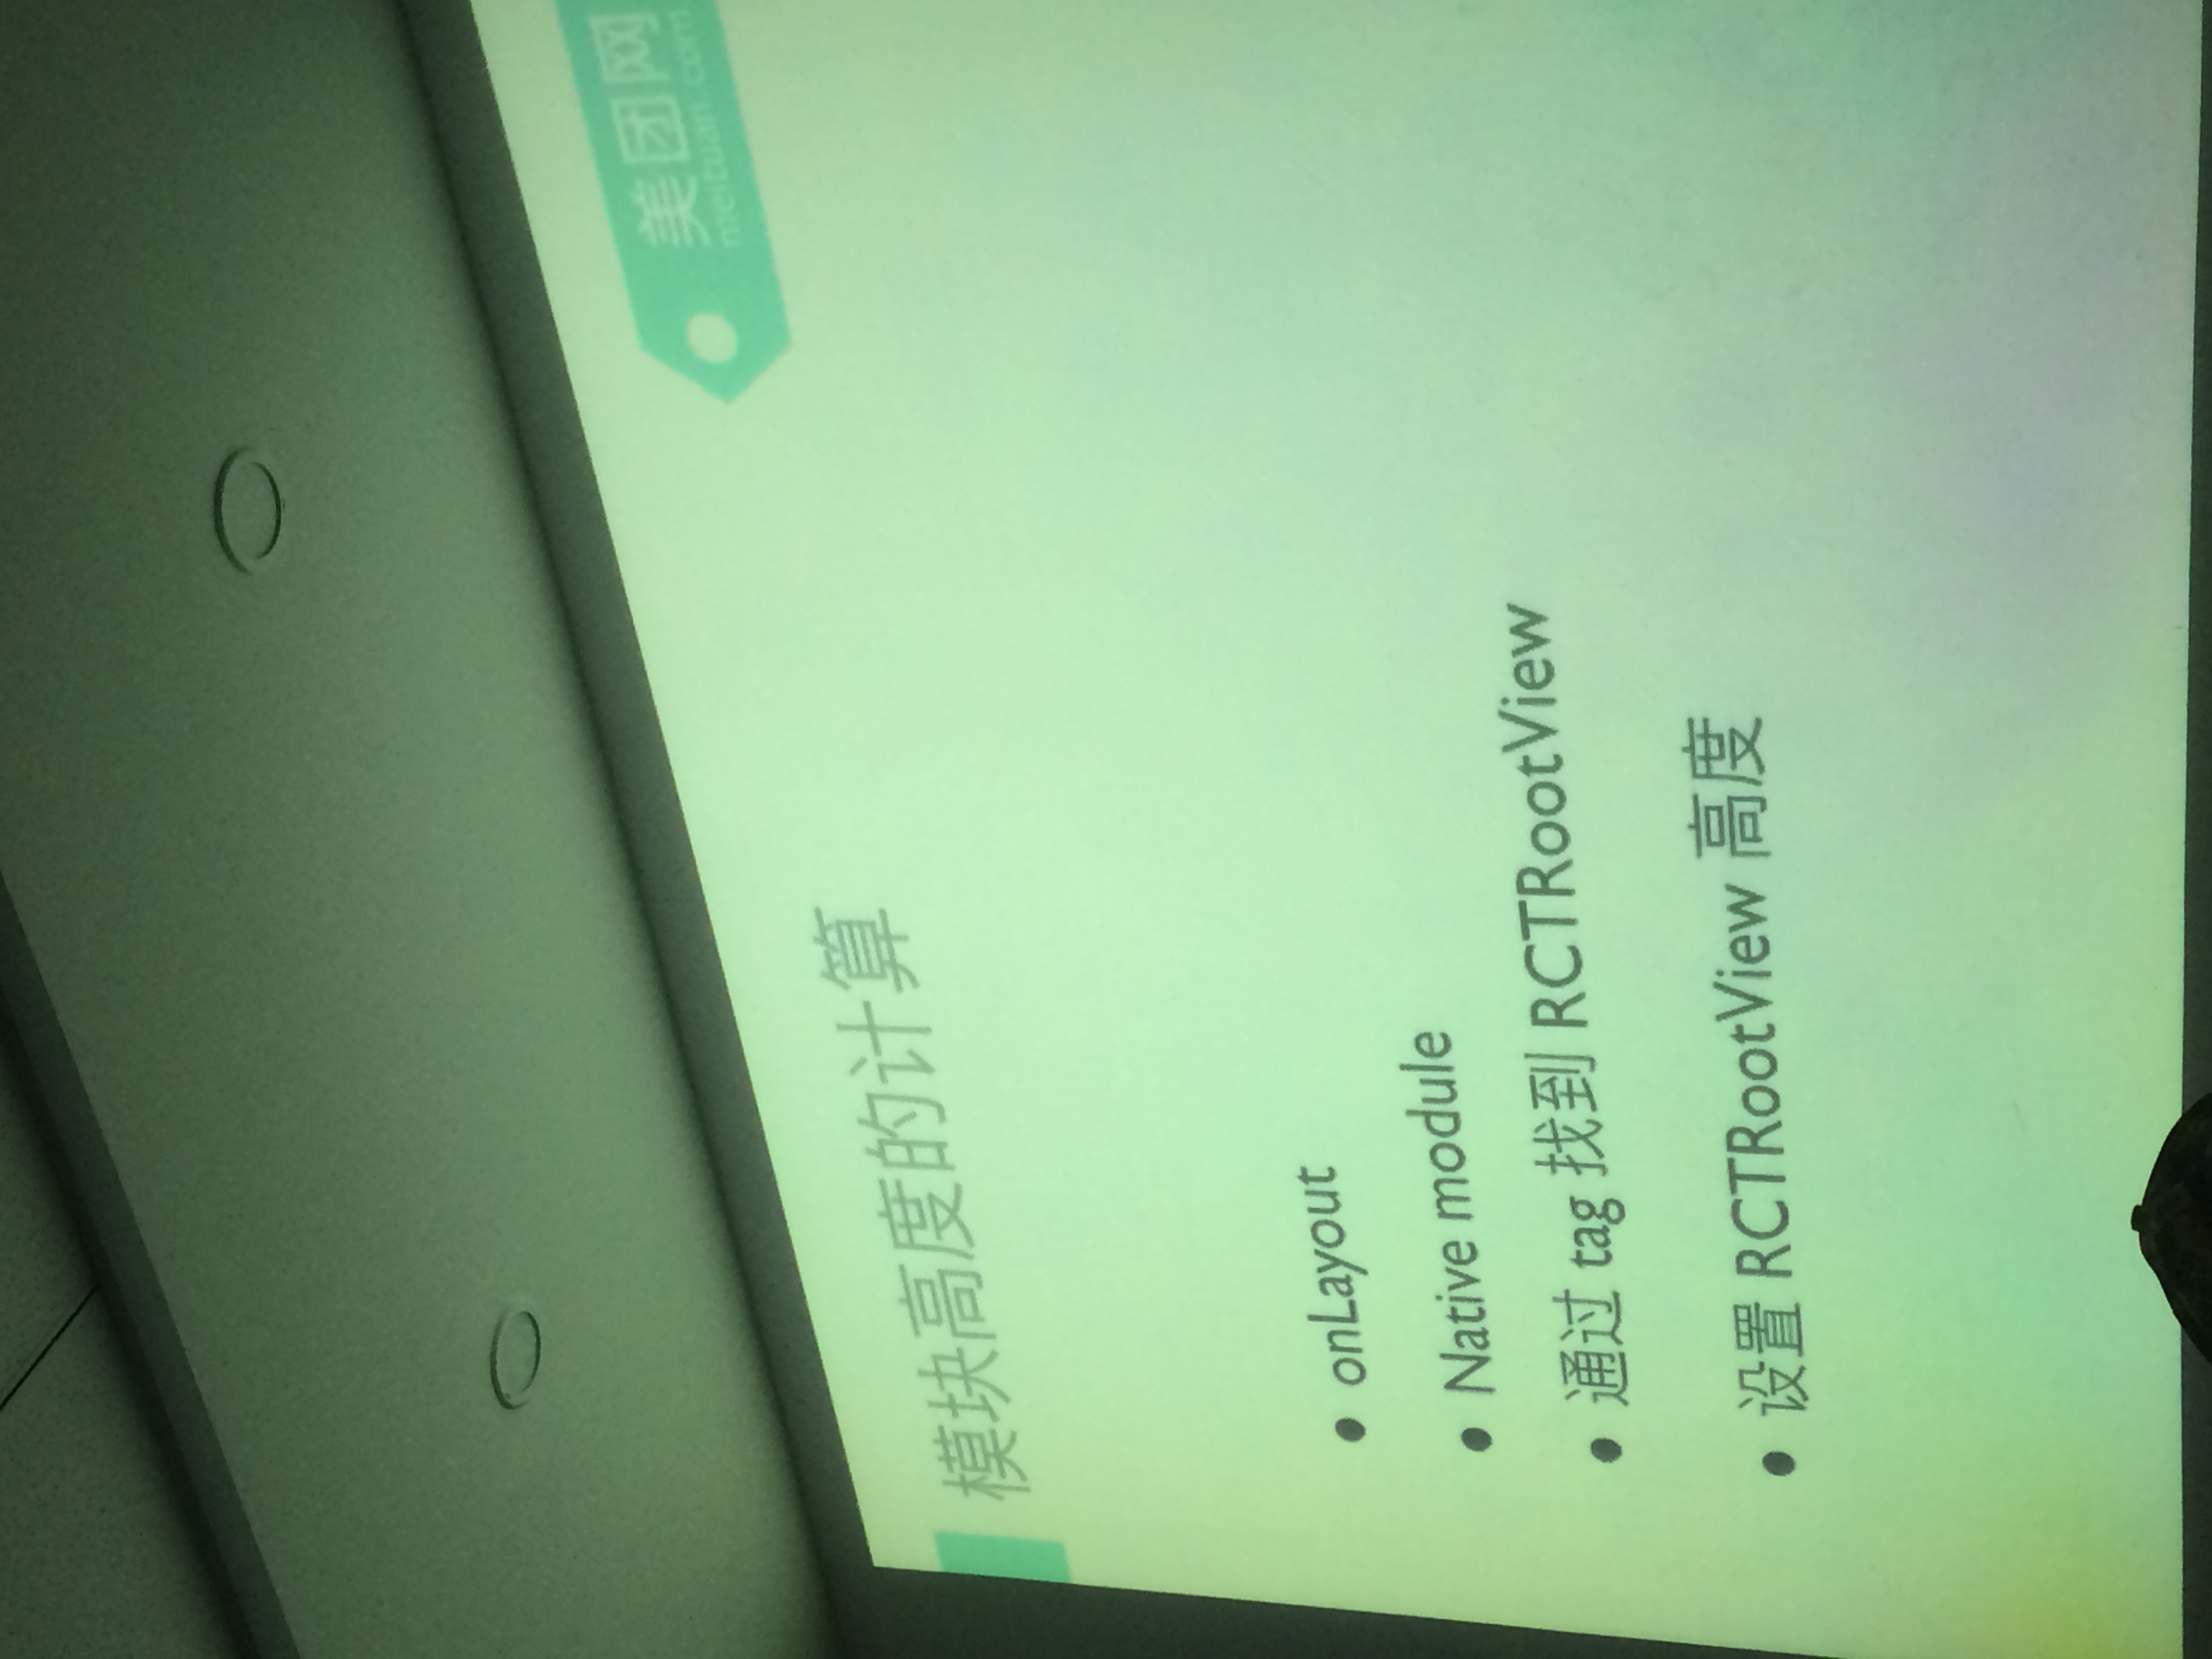 美团网
meituan.com
模块高度的计算
• onLayout
• Native module
• 通过 tag 找到 RCTRootView
• 设置 RCTRootView 高度